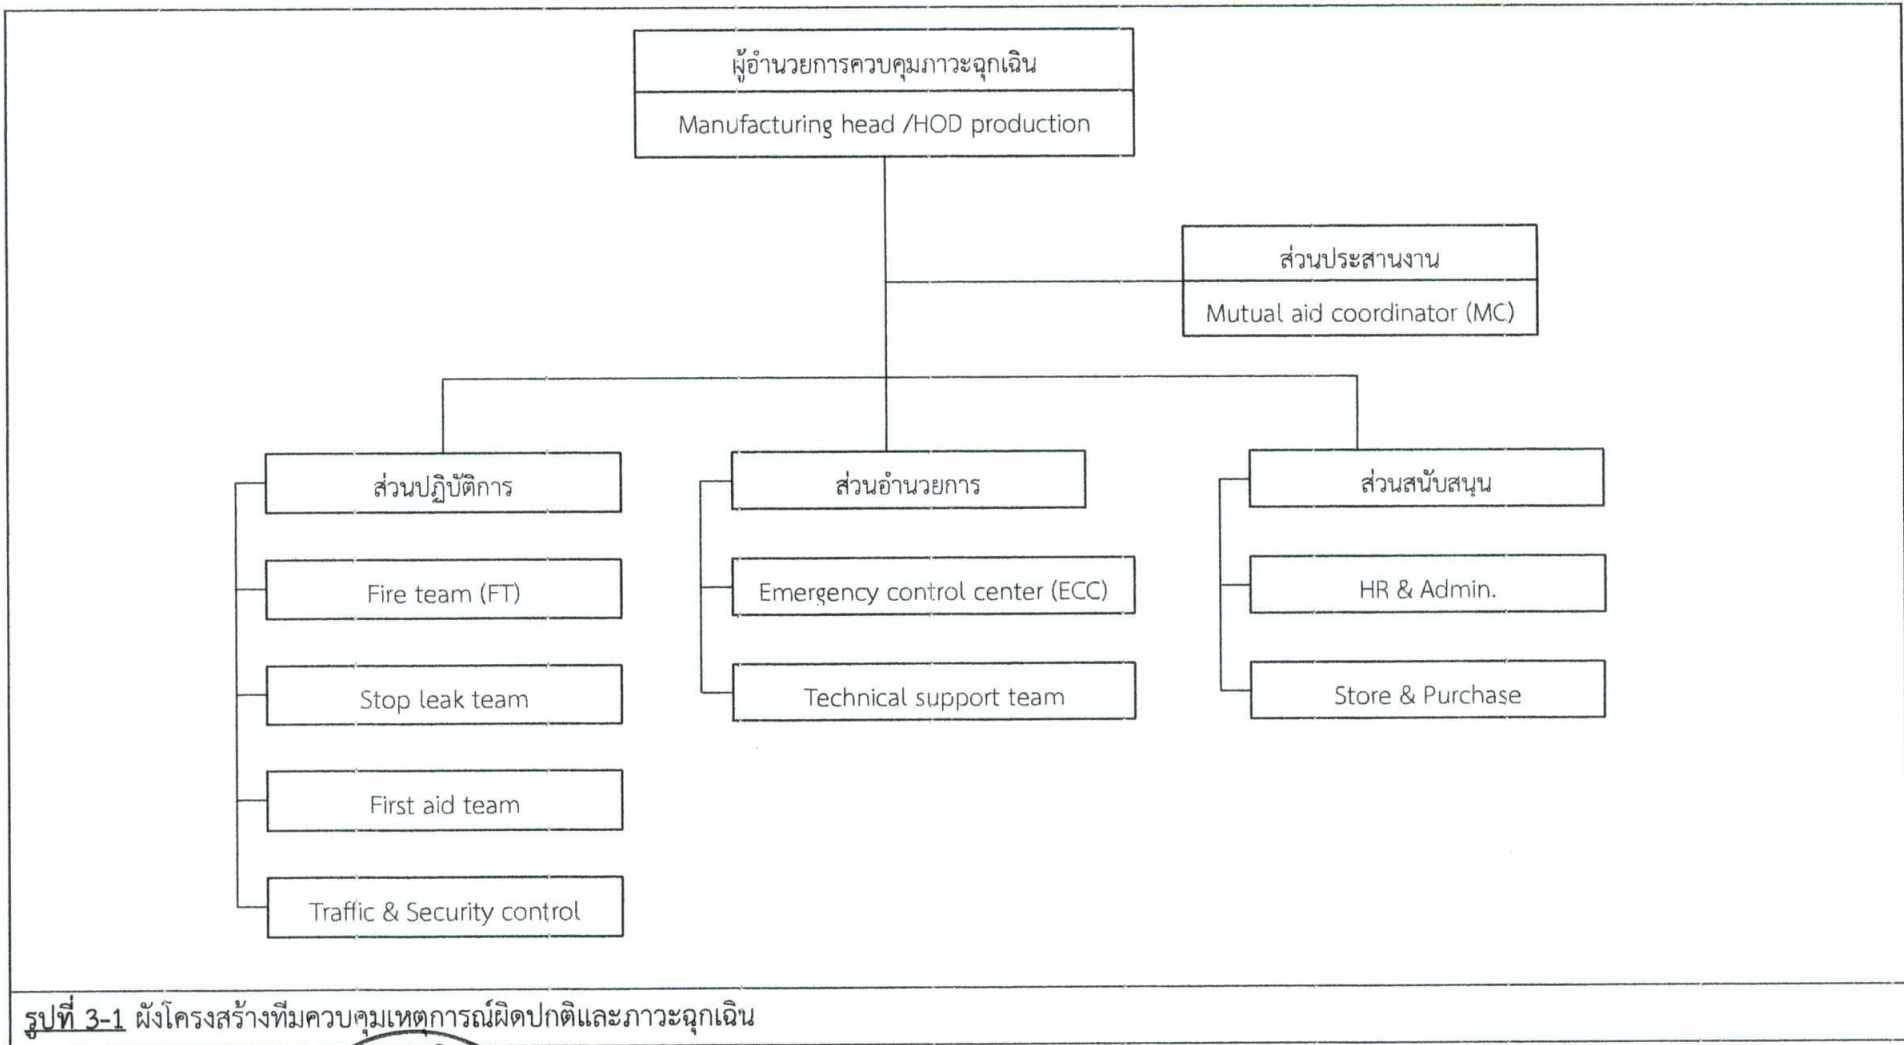 ผู้อำนวยการควบคุมภาวะฉุกเฉิน
Manufacturing head /HOD production
ส่วนประสานงาน
Mutual aid coordinator (MC)
ส่วนปฏิบัติการ
Fire team (FT)
Stop leak team
First aid team
Traffic & Security control
ส่วนอำนวยการ
Emergency control center (ECC)
Technical support team
ส่วนสนับสนุน
HR & Admin.
Store & Purchase
รูปที่ 3-1 ผังโครงสร้างทีมควบคุมเหตุการณ์ผิดปกติและภาวะฉุกเฉิน